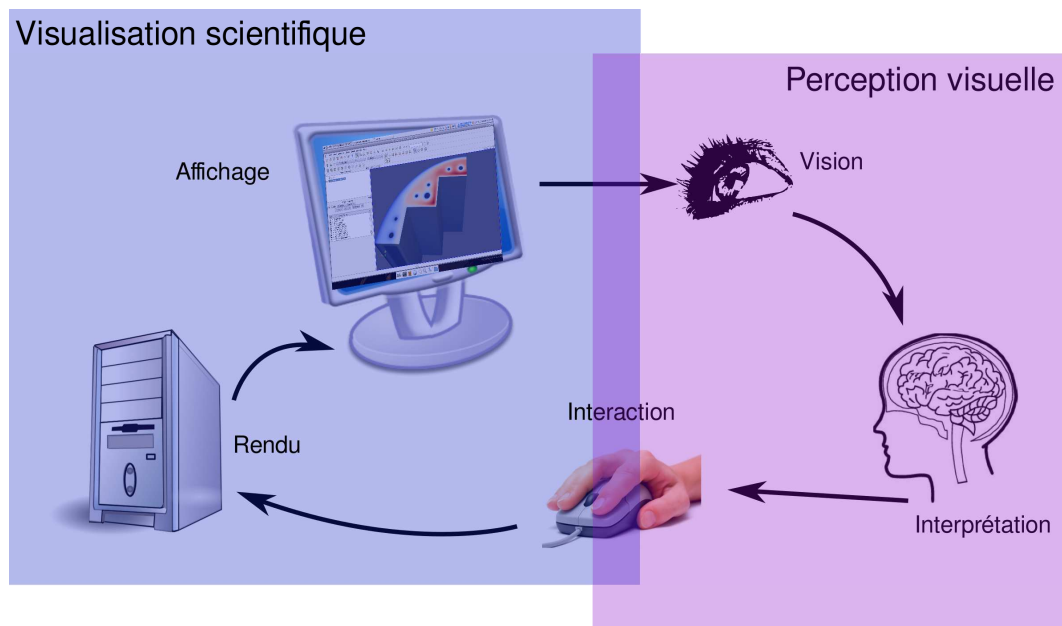 Visualisation scientifique
Perception visuelle
Affichage
Vision
Interaction
Rendu
Interprétation